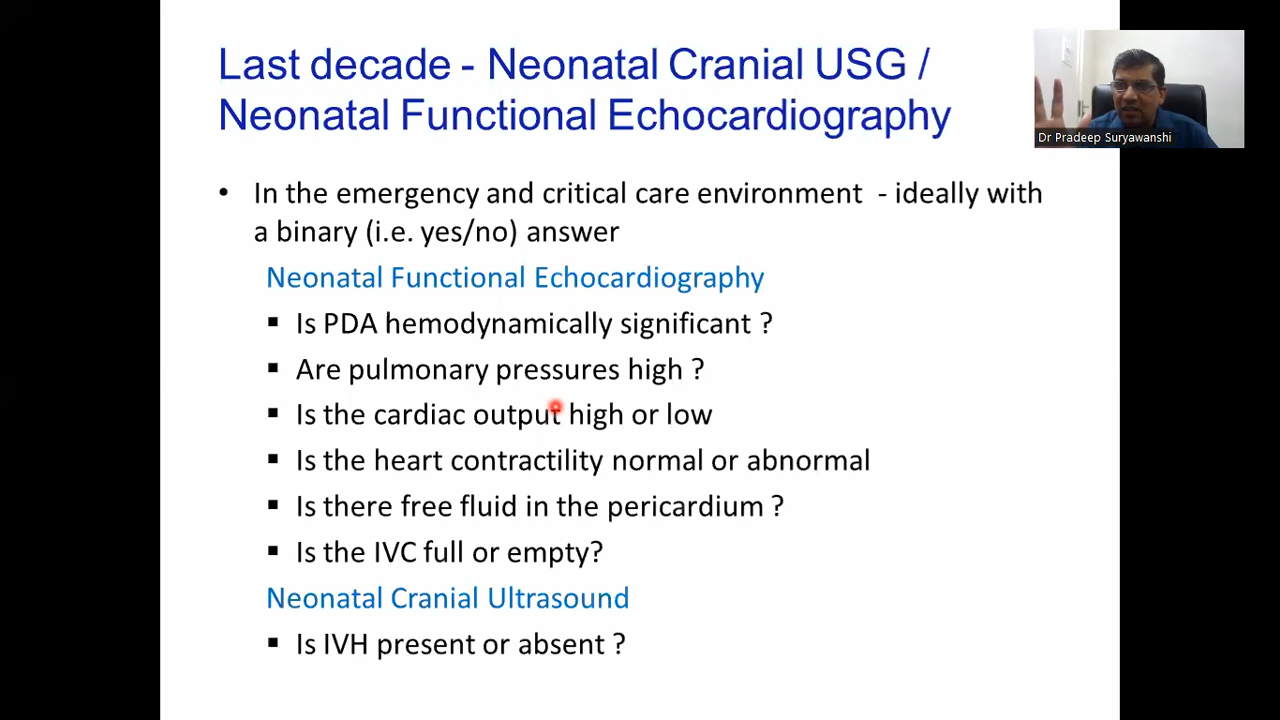 Last decade - Neonatal Cranial USG /
Neonatal Functional Echocardiography
Dr Pradeep Suryawanshi
• In the emergency and critical care environment - ideally with
a binary (i.e. yes/no) answer
Neonatal Functional Echocardiography
▪ Is PDA hemodynamically significant ?
▪ Are pulmonary pressures high ?
▪ Is the cardiac output high or low
▪ Is the heart contractility normal or abnormal
▪ Is there free fluid in the pericardium ?
▪ Is the IVC full or empty?
Neonatal Cranial Ultrasound
▪ Is IVH present or absent ?